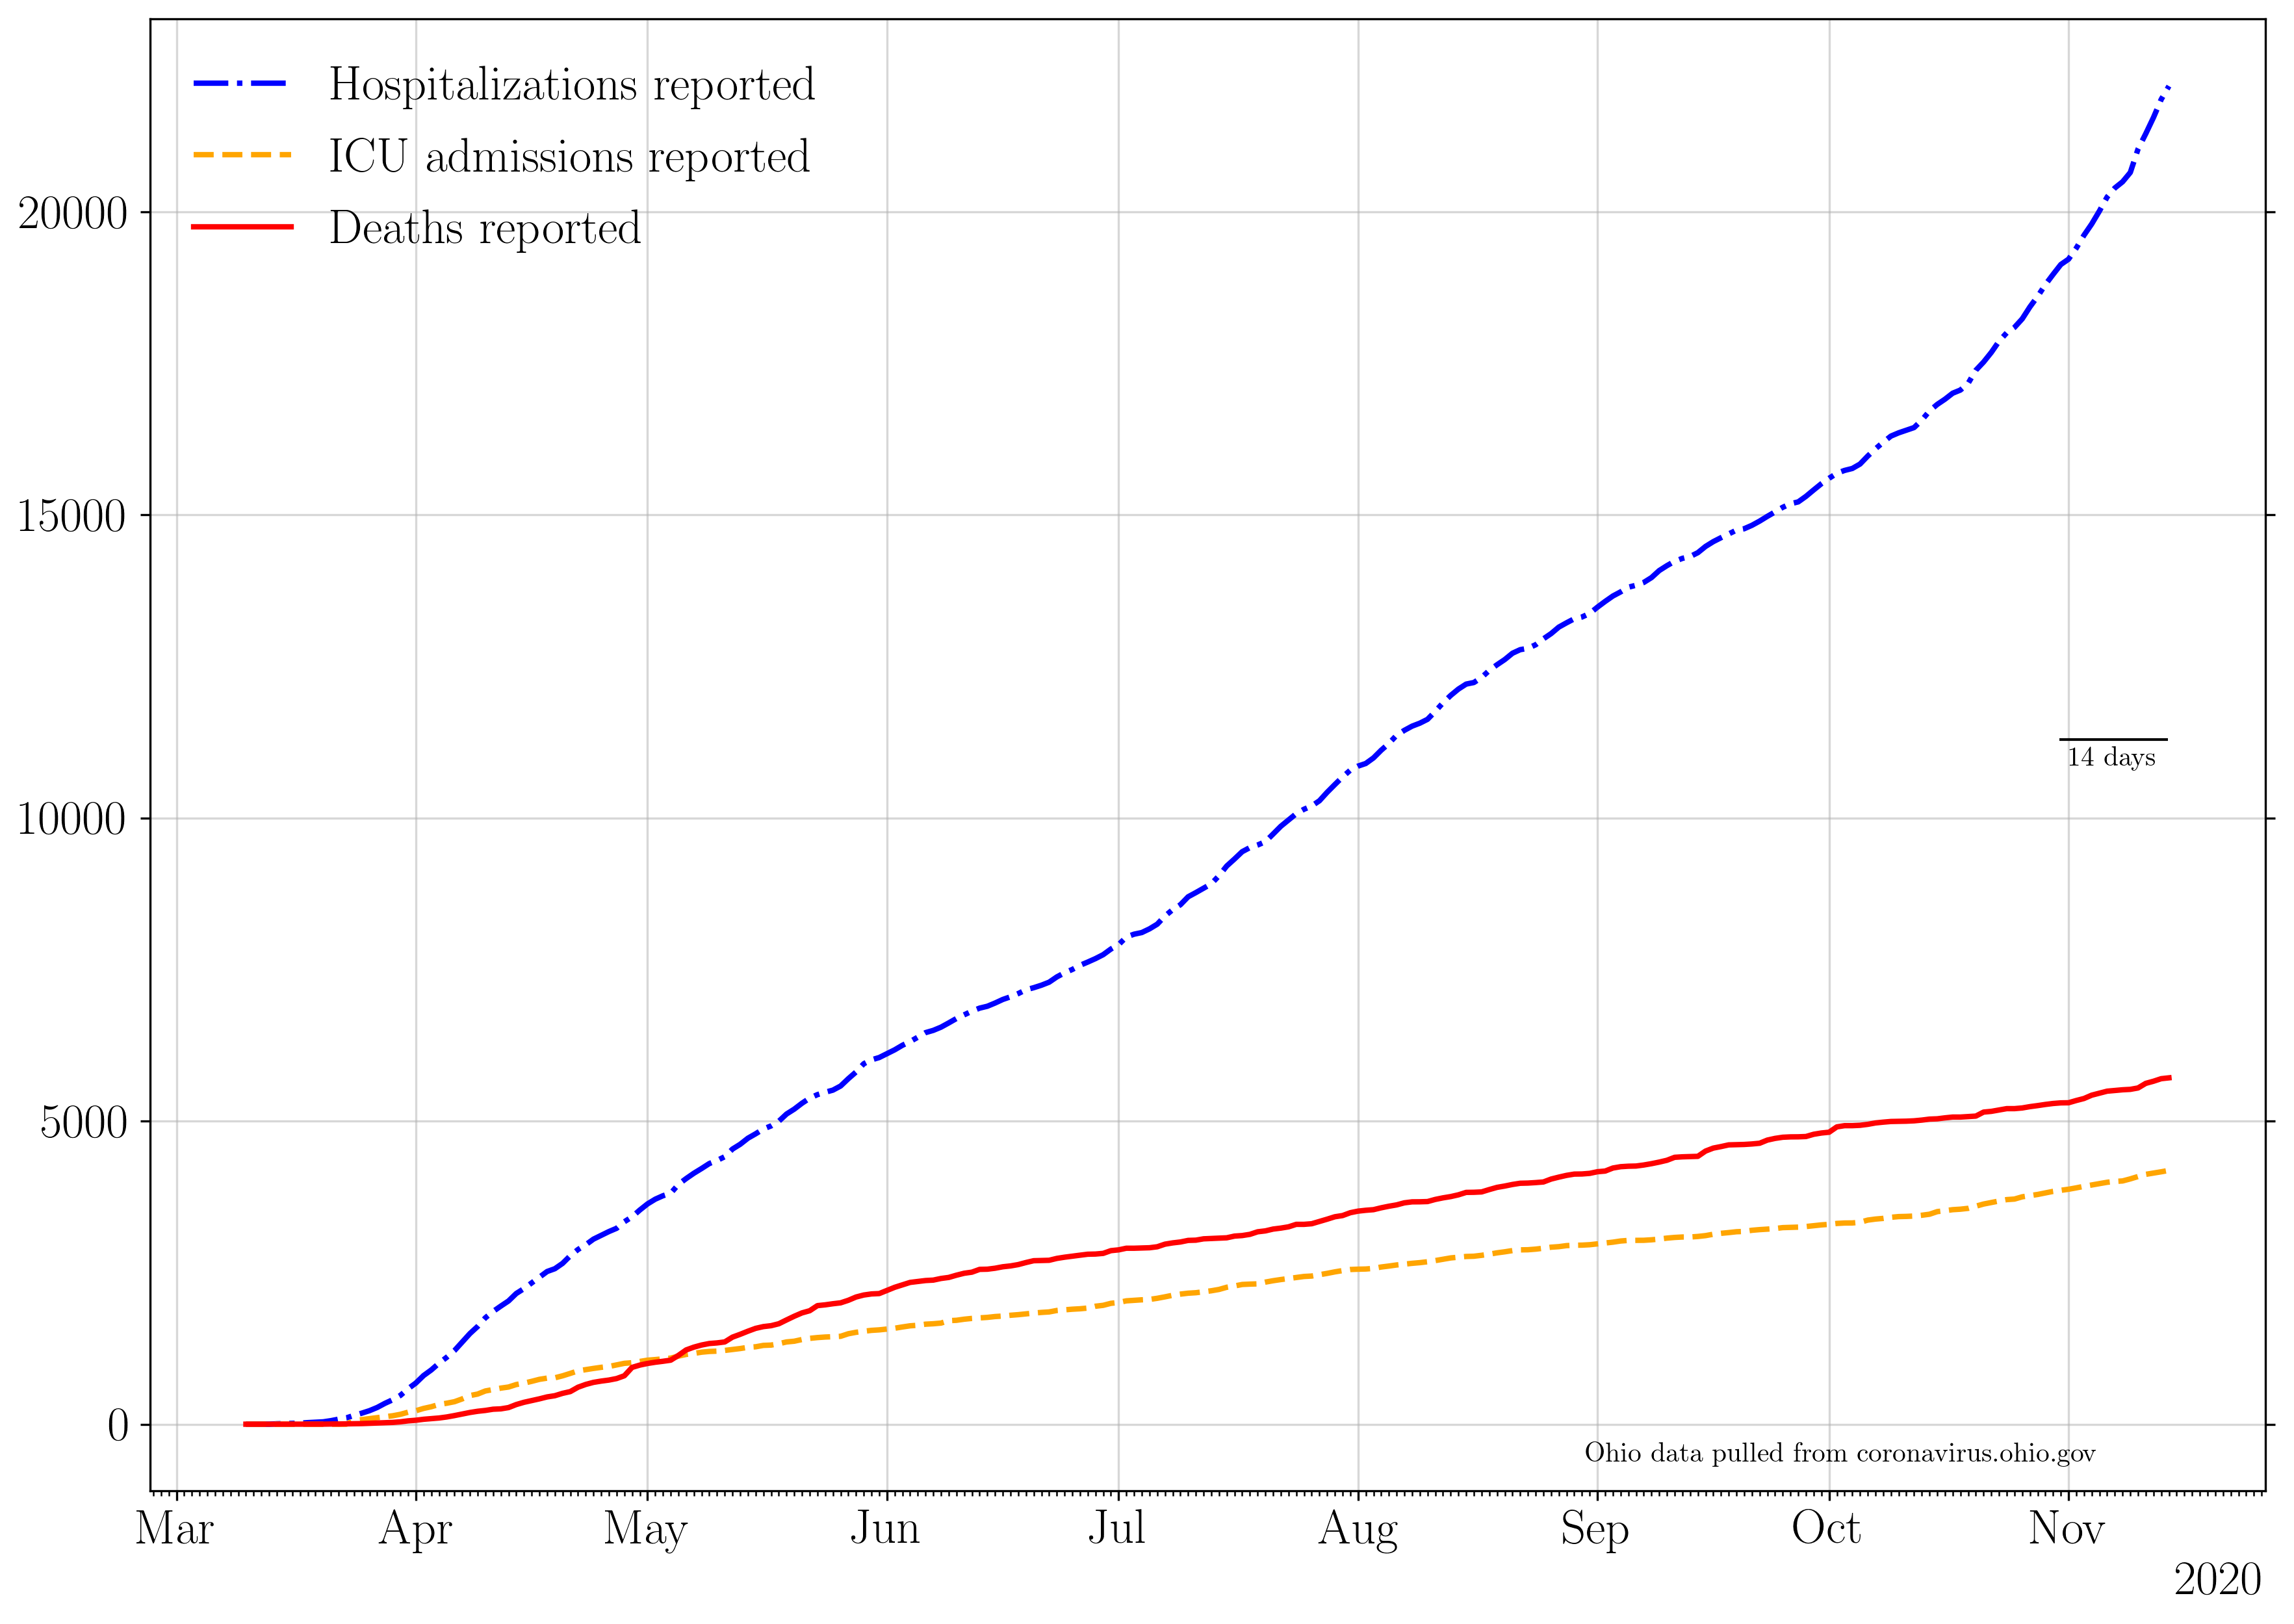 Hospitalizations reported
ICU admissions reported
Deaths reported
20000
15000
10000
5000
0
14 days
Ohio data pulled from coronavirus.ohio.gov
Mar Apr May Jun Jul Aug Sep Oct Nov
2020